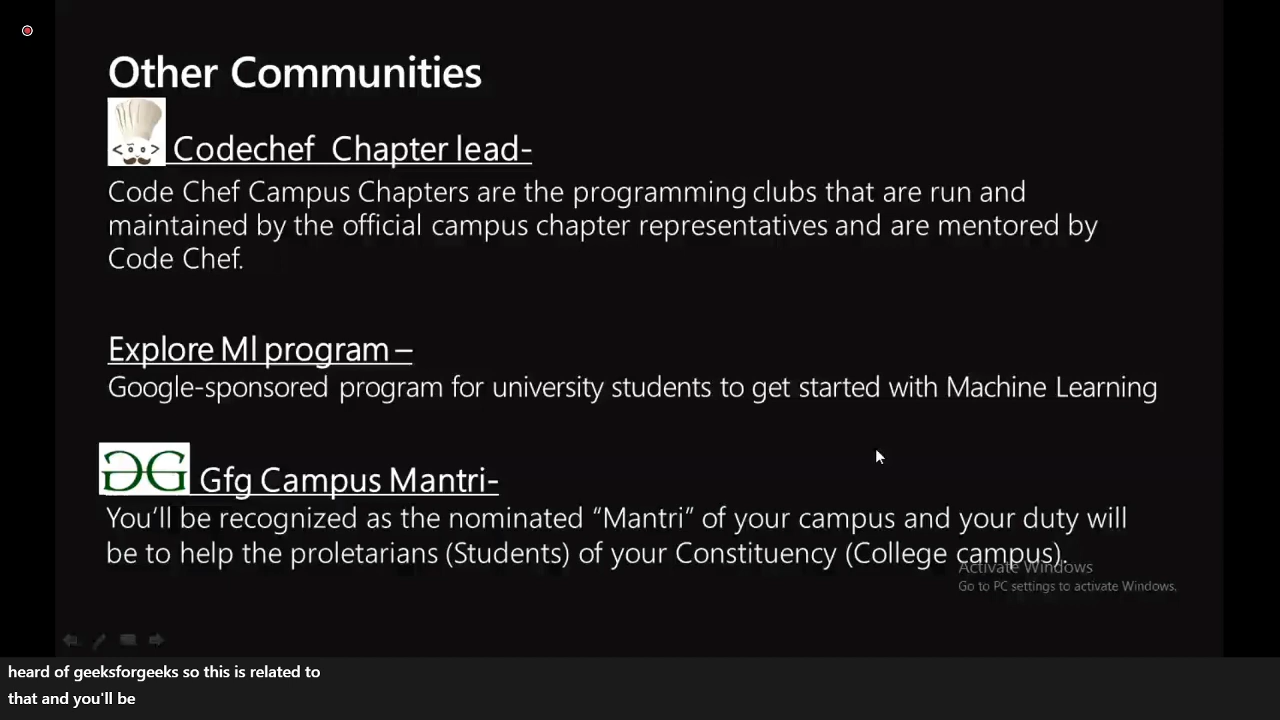 Other Communities
Codechef Chapter lead-
Code Chef Campus Chapters are the programming clubs that are run and
maintained by the official campus chapter representatives and are mentored by
Code Chef.
Explore Ml program –
Google-sponsored program for university students to get started with Machine Learning
Gfg Campus Mantri-
You’ll be recognized as the nominated “Mantri” of your campus and your duty will
be to help the proletarians (Students) of your Constituency (College campus).
Activate Windows
Go to PC settings to activate Windows.
heard of geeksforgeeks so this is related to
that and you'll be